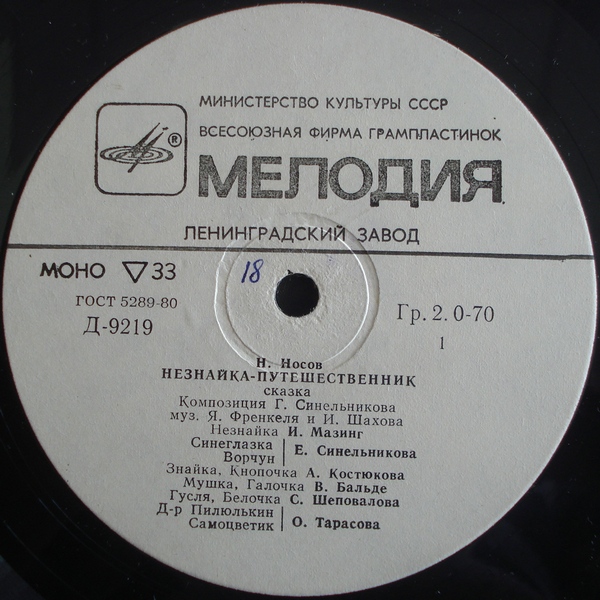 МИНИСТЕРСТВО КУЛЬТУРЫ СССР
ВСЕСОЮЗНАЯ ФИРМА ГРАМПЛАСТИНОК
®
МЕЛОДИЯ
ЛЕНИНГРАДСКИЙ ЗАВОД
МОНО ▽ 33
18
ГОСТ 5289-80
Д-9219
Гр. 2. 0-70
1
Н. Носов
НЕЗНАЙКА-ПУТЕШЕСТВЕННИК
сказка
Композиция Г. Синельникова
муз. Я. Френкеля и И. Шахова
Незнайка И. Мазинг
Синеглазка
Ворчун
Е. Синельникова
Знайка, Кнопочка А. Костюкова
Мушка, Галочка В. Бальде
Гусля, Белочка С. Шеповалова
Д-р Пилюлькин
Самоцветик
О. Тарасова